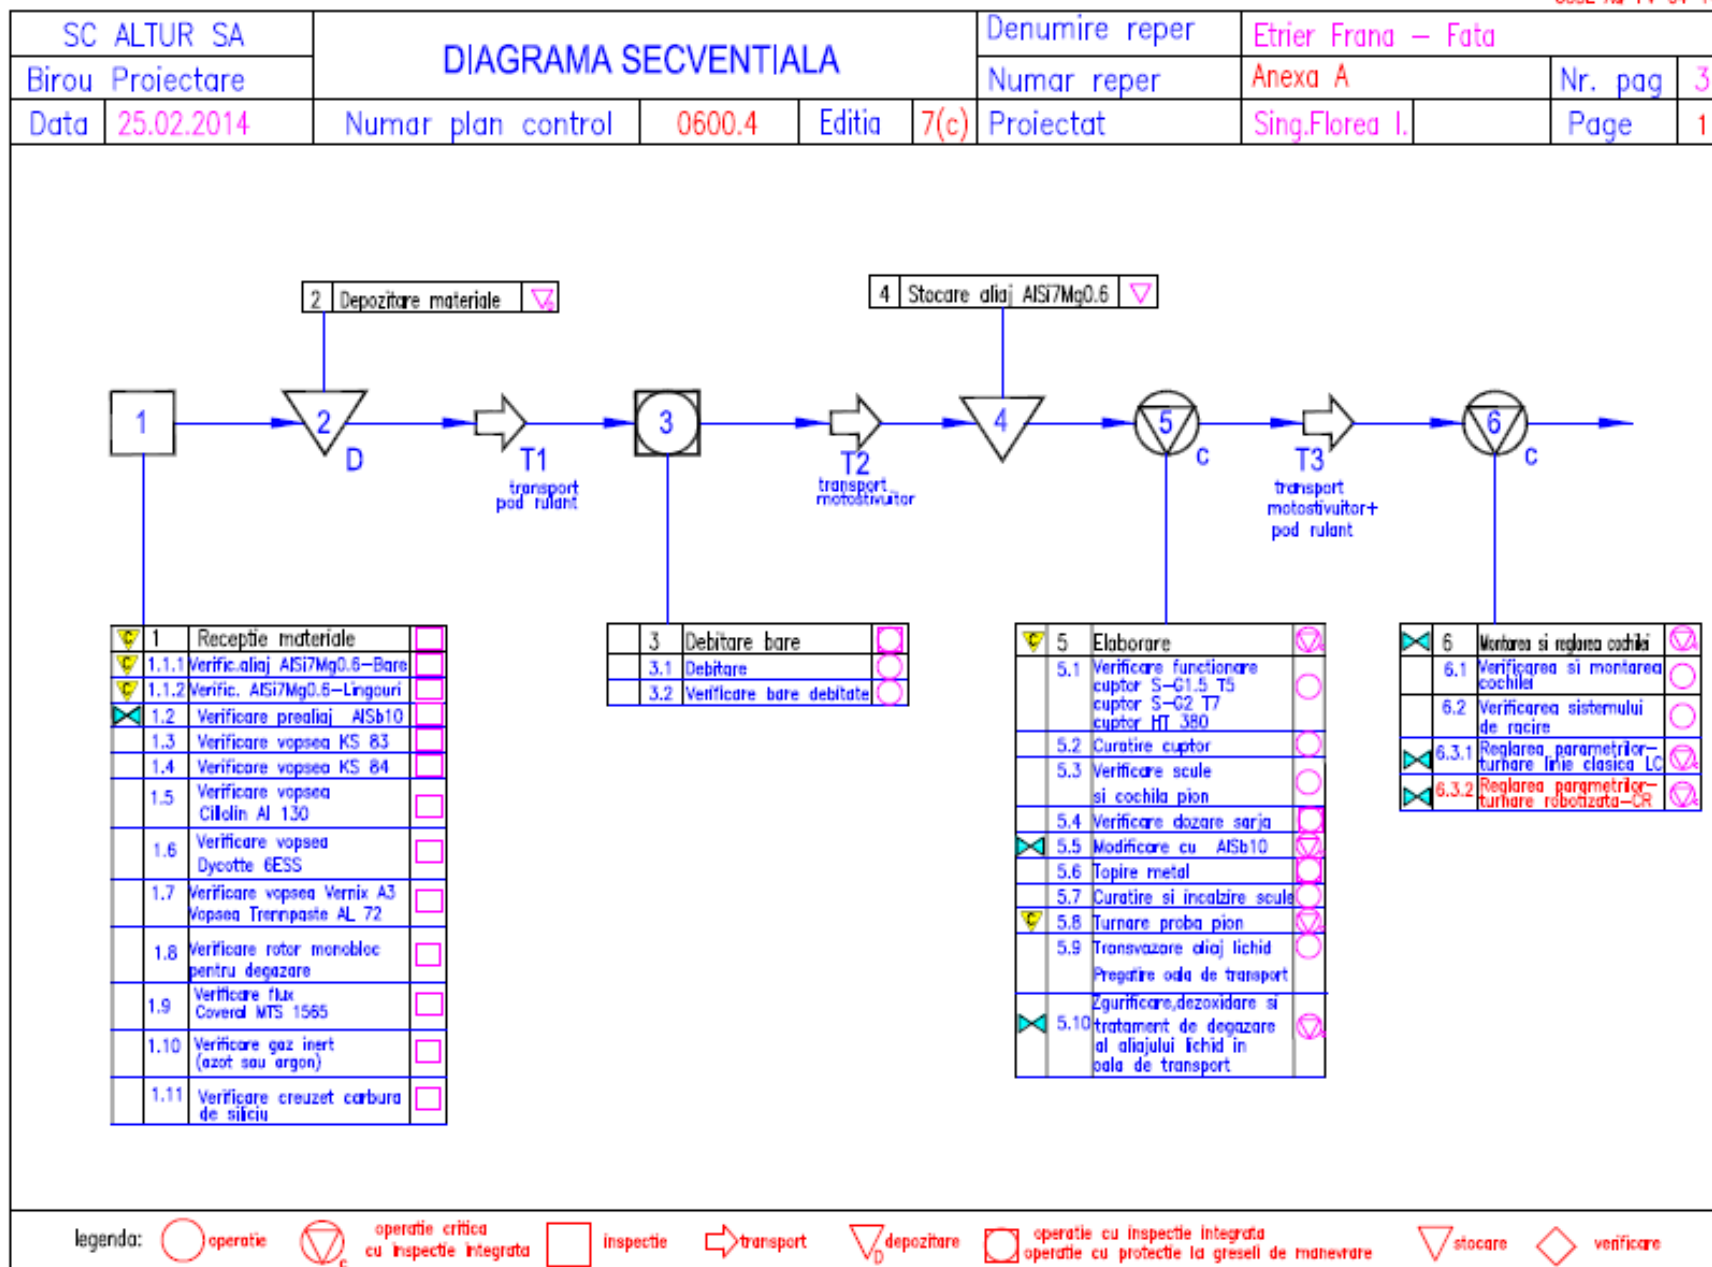 SC ALTUR SA
DIAGRAMA SECVENTIALA
Denumire reper
Etrier Frana – Fata
Birou Proiectare
Numar reper
Anexa A
Nr. pag
3
Data
25.02.2014
Numar plan control
0600.4
Editia
7(c)
Proiectat
Sing.Florea I.
Page
1
2 Depozitare materiale
4 Stocare aliaj AlSi7Mg0.6
1
2
D
T1
transport
pod rulant
3
T2
transport
motostivuitor
4
5
c
T3
transport
motostivuitor+
pod rulant
6
c
C 1 Receptie materiale
C 1.1.1 Verific.aliaj AlSi7Mg0.6–Bare
C 1.1.2 Verific. AlSi7Mg0.6–Lingouri
1.2 Verificare prealiaj AlSb10
1.3 Verificare vopsea KS 83
1.4 Verificare vopsea KS 84
1.5 Verificare vopsea
Cillolin Al 130
1.6 Verificare vopsea
Dycotte 6ESS
1.7 Verificare vopsea Vernix A3
Vopsea Trennpaste AL 72
1.8 Verificare rotor monobloc
pentru degazare
1.9 Verificare flux
Coveral MTS 1565
1.10 Verificare gaz inert
(azot sau argon)
1.11 Verificare creuzet carbura
de siliciu
3 Debitare bare
3.1 Debitare
3.2 Verificare bare debitate
C 5 Elaborare
5.1 Verificare functionare
cuptor S–G1.5 T5
cuptor S–G2 T7
cuptor HT 380
5.2 Curatire cuptor
5.3 Verificare scule
si cochila pion
5.4 Verificare dozare sarja
5.5 Modificare cu AlSb10
5.6 Topire metal
5.7 Curatire si incalzire scule
C 5.8 Turnare proba pion
5.9 Transvazare aliaj lichid
Pregatire oala de transport
5.10 Zgurificare,dezoxidare si
tratament de degazare
al aliajului lichid in
oala de transport
6 Montarea si reglarea cochilei
6.1 Verificarea si montarea
cochilei
6.2 Verificarea sistemului
de racire
6.3.1 Reglarea parametrilor–
turnare linie clasica LC
6.3.2 Reglarea parametrilor–
turnare robotizata–CR
legenda:
operatie
operatie critica
cu inspectie integrata
c
inspectie
transport
D
depozitare
operatie cu inspectie integrata
operatie cu protectie la greseli de manevrare
stocare
verificare